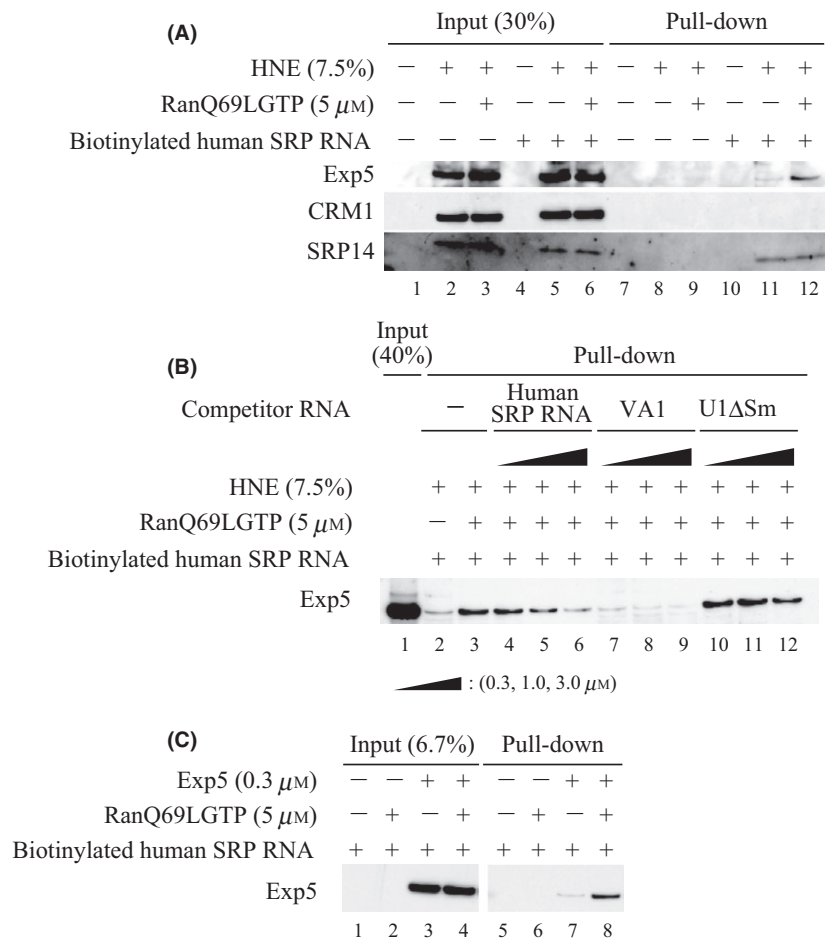 (A)
Input (30%) Pull-down
HNE (7.5%) − + + − + + − + + − + +
RanQ69LGTP (5 μM) − − + − − + − − + − − +
Biotinylated human SRP RNA − − − + + + − − − + + +
Exp5
CRM1
SRP14
1 2 3 4 5 6 7 8 9 10 11 12
(B)
Input (40%) Pull-down
Competitor RNA − Human SRP RNA VA1 U1ΔSm
HNE (7.5%) + + + + + + + + + + +
RanQ69LGTP (5 μM) − + + + + + + + + + +
Biotinylated human SRP RNA + + + + + + + + + + +
Exp5
1 2 3 4 5 6 7 8 9 10 11 12
: (0.3, 1.0, 3.0 μM)
(C)
Input (6.7%) Pull-down
Exp5 (0.3 μM) − − + + − − + +
RanQ69LGTP (5 μM) − + − + − + − +
Biotinylated human SRP RNA + + + + + + + +
Exp5
1 2 3 4 5 6 7 8